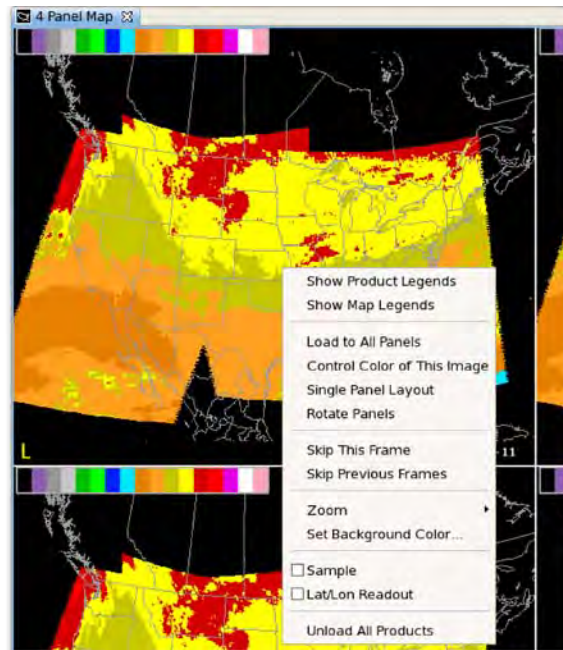 4 Panel Map
Show Product Legends
Show Map Legends
Load to All Panels
Control Color of This Image
Single Panel Layout
Rotate Panels
L
Skip This Frame
-11
Skip Previous Frames
Zoom
Set Background Color...
Sample
Lat/Lon Readout
Unload All Products